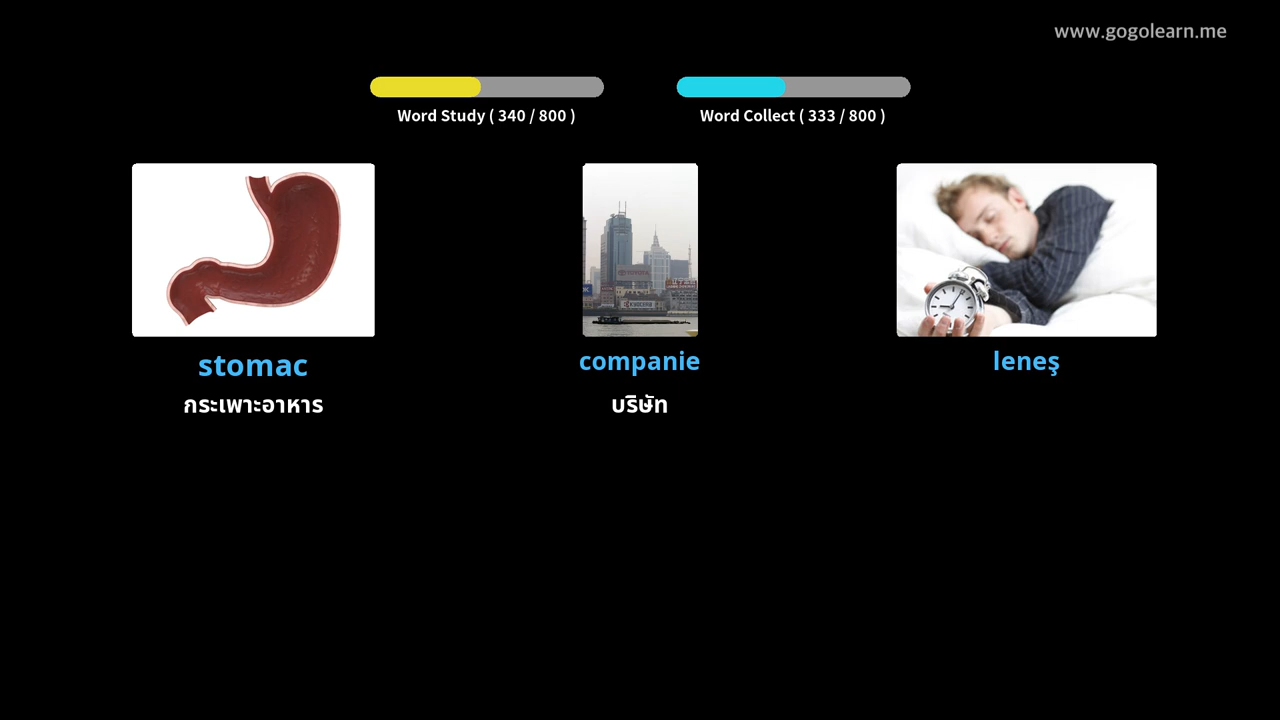 www.gogolearn.me
Word Study ( 340 / 800 )
Word Collect ( 333 / 800 )
stomac
companie
leneş
กระเพาะอาหาร
บริษัท
TOYOTA